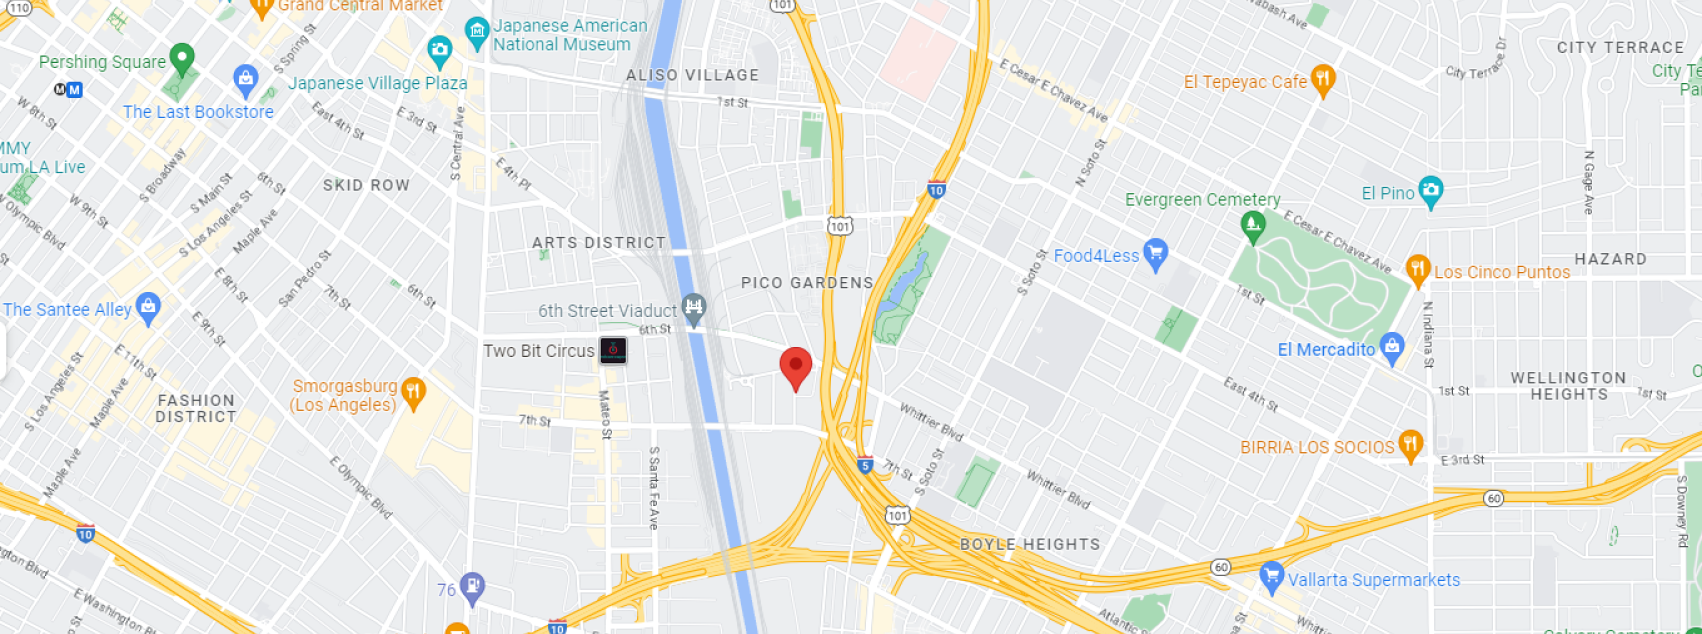 110
Grand Central Market
101
Wabash Ave
Japanese American
National Museum
CITY TERRACE
Pershing Square
S Spring St
ALISO VILLAGE
E Cesar E Chavez Ave
City Terrace Dr
City Te
Par
M M
Japanese Village Plaza
El Tepeyac Cafe
The Last Bookstore
1st St
W 8th St
East 4th St
E 3rd St
S Central Ave
MMY
um LA Live
S Broadway
E 4th Pl
N Soto St
N Gage Ave
SKID ROW
6th St
10
S Main St
El Pino
Evergreen Cemetery
W Olympic Blvd
W 9th St
S Los Angeles St
Maple Ave
101
E Cesar E Chavez Ave
ARTS DISTRICT
Food4Less
HAZARD
E 8th St
San Pedro St
S Soto St
Los Cinco Puntos
PICO GARDENS
7th St
6th St
1st St
The Santee Alley
6th Street Viaduct
E 9th St
6th St
N Indiana St
Two Bit Circus
El Mercadito
E 11th St
S Los Angeles St
Maple Ave
Smorgasburg
(Los Angeles)
WELLINGTON
HEIGHTS
East 4th St
1st St
1st St
FASHION
DISTRICT
Mateo St
7th St
Whittier Blvd
BIRRIA LOS SOCIOS
E 3rd St
Maple Ave
E Olympic Blvd
S Santa Fe Ave
5
7th St
S Soto St
Whittier Blvd
60
S Downey Rd
10
101
BOYLE HEIGHTS
60
ngton Blvd
76
Vallarta Supermarkets
E Washington Blvd
10
Atlantic St
Whittier
Calvary Cemetery